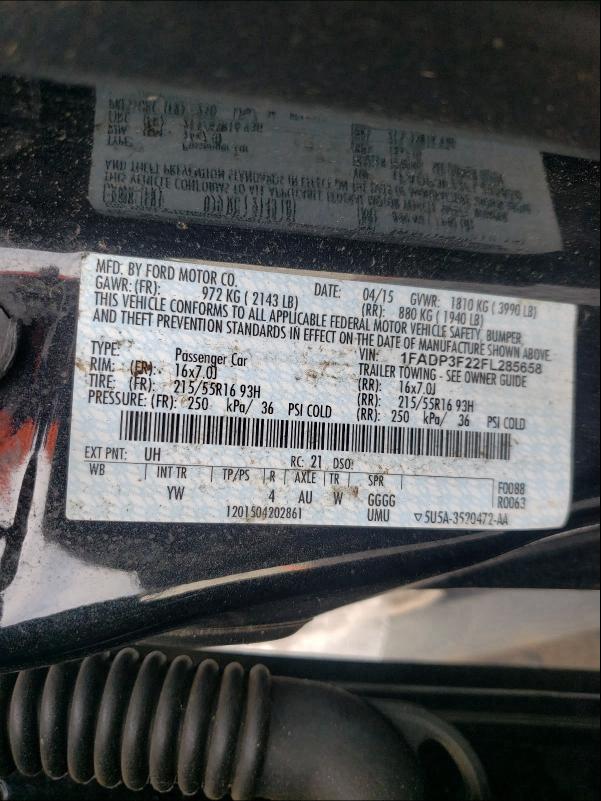 MFD. BY FORD MOTOR CO.
DATE: 04/15 GVWR: 1810 KG ( 3990 LB)
GAWR: (FR): 972 KG ( 2143 LB) (RR): 880 KG ( 1940 LB)
THIS VEHICLE CONFORMS TO ALL APPLICABLE FEDERAL MOTOR VEHICLE SAFETY, BUMPER,
AND THEFT PREVENTION STANDARDS IN EFFECT ON THE DATE OF MANUFACTURE SHOWN ABOVE.
VIN: 1FADP3F22FL285658
TYPE: Passenger Car TRAILER TOWING - SEE OWNER GUIDE
RIM: (FR) 16x7.0J (RR): 16x7.0J
TIRE: (FR): 215/55R16 93H (RR): 215/55R16 93H
PRESSURE: (FR): 250 kPa/ 36 PSI COLD (RR): 250 kPa/ 36 PSI COLD
EXT PNT: UH RC: 21 DSO:
WB INT TR TP/PS R AXLE TR SPR F0088
YW 4 AU W GGGG R0063
1201504202861 UMU ▽5U5A-3520472-AA